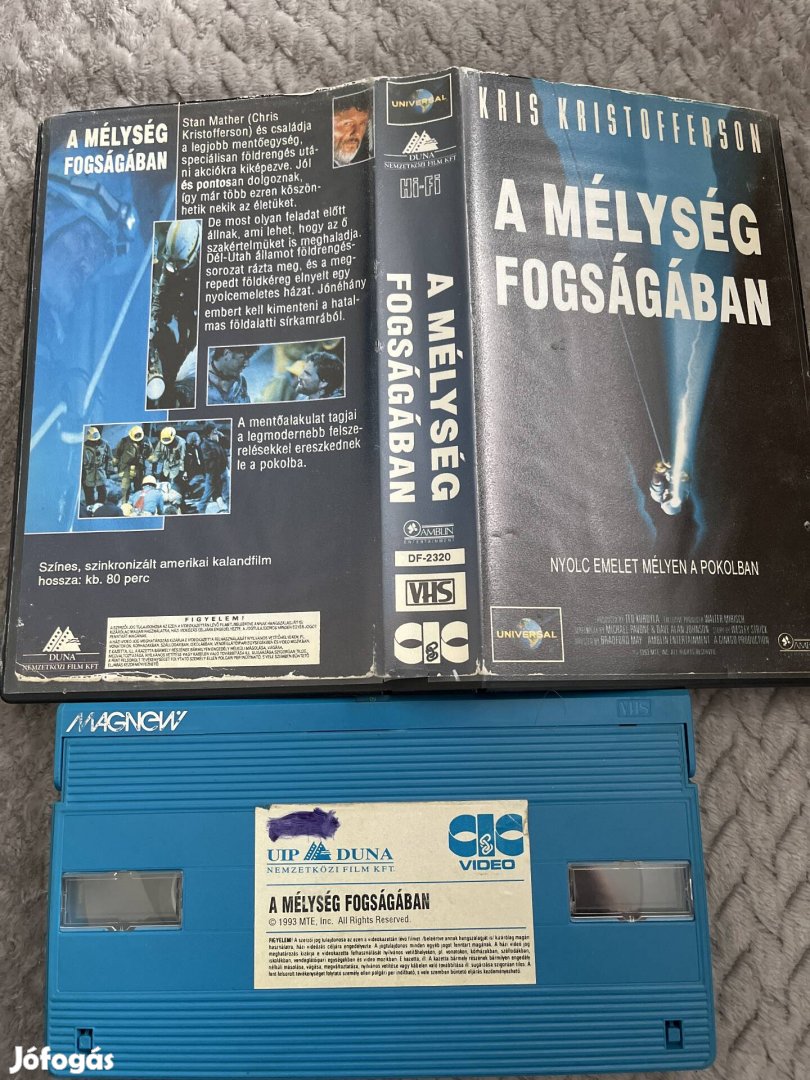 A MÉLYSÉG
FOGSÁGÁBAN
Stan Mather (Chris
Kristofferson) és családja
a legjobb mentőegység,
speciálisan földrengés utá-
ni akciókra kiképezve. Jól
és pontosan dolgoznak,
így már több ezren köszön-
hetik nekik az életüket.
De most olyan feladat előtt
állnak, ami lehet, hogy az ő
szakértelmüket is meghaladja.
Dél-Utah államot földrengés-
sorozat rázta meg, és a meg-
repedt földkéreg elnyelt egy
nyolcemeletes házat. Jónéhány
embert kell kimenteni a hatal-
mas földalatti sírkamrából.
A mentőalakulat tagjai
a legmodernebb felsze-
relésekkel ereszkednek
le a pokolba.
Színes, szinkronizált amerikai kalandfilm
hossza: kb. 80 perc
FIGYELEM!
DUNA
NEMZETKÖZI FILM KFT
UNIVERSAL
DUNA
NEMZETKÖZI FILM KFT
Hi-Fi
A MÉLYSÉG
FOGSÁGÁBAN
AMBLIN
ENTERTAINMENT
DF-2320
VHS
CIC
KRIS KRISTOFFERSON
A MÉLYSÉG
FOGSÁGÁBAN
NYOLC EMELET MÉLYEN A POKOLBAN
UNIVERSAL
MAGNEW
VHS
UIP DUNA
NEMZETKÖZI FILM KFT.
CIC
VIDEO
A MÉLYSÉG FOGSÁGÁBAN
© 1993 MTE, Inc. All Rights Reserved.
Jófogás